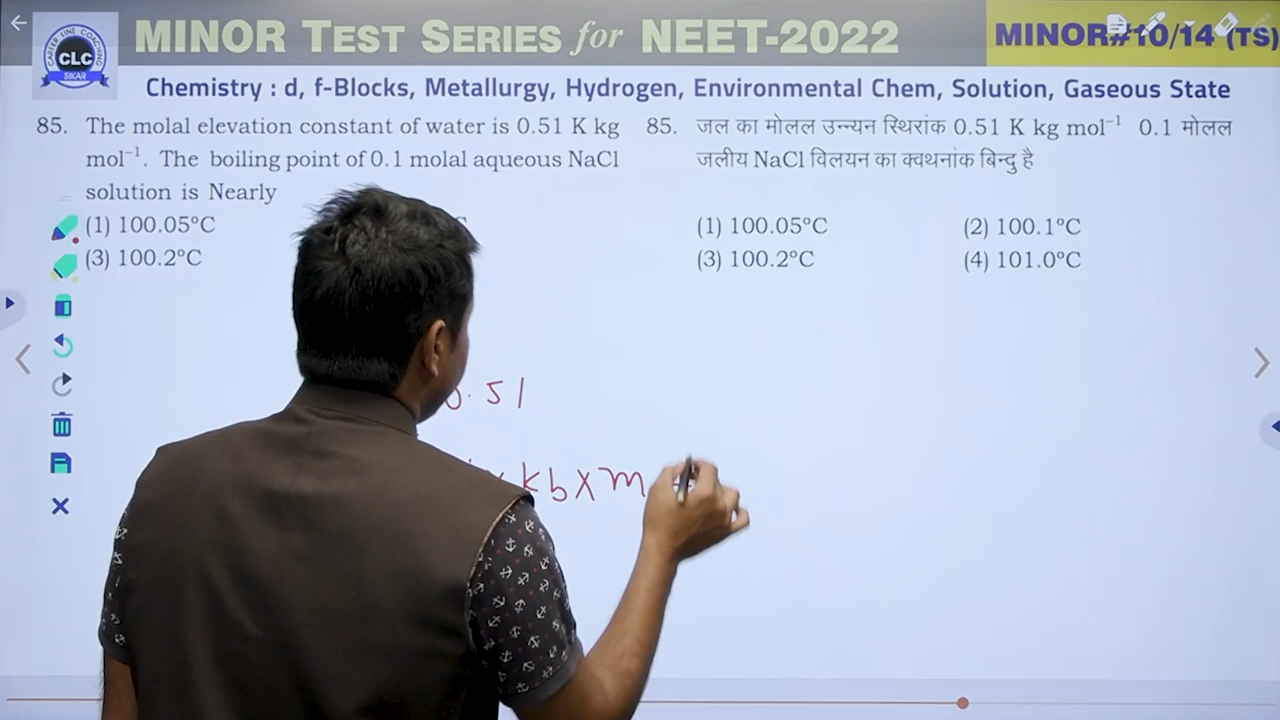 MINOR TEST SERIES for NEET-2022
MINOR#10/14 (TS)
CAREER LINE COACHING
CLC
SIKAR
Chemistry : d, f-Blocks, Metallurgy, Hydrogen, Environmental Chem, Solution, Gaseous State
85. The molal elevation constant of water is 0.51 K kg
mol⁻¹. The boiling point of 0.1 molal aqueous NaCl
solution is Nearly
(1) 100.05°C
(3) 100.2°C
85. जल का मोलल उन्न्यन स्थिरांक 0.51 K kg mol⁻¹ 0.1 मोलल
जलीय NaCl विलयन का क्वथनांक बिन्दु है
(1) 100.05°C (2) 100.1°C
(3) 100.2°C (4) 101.0°C
0.51
× kb × m